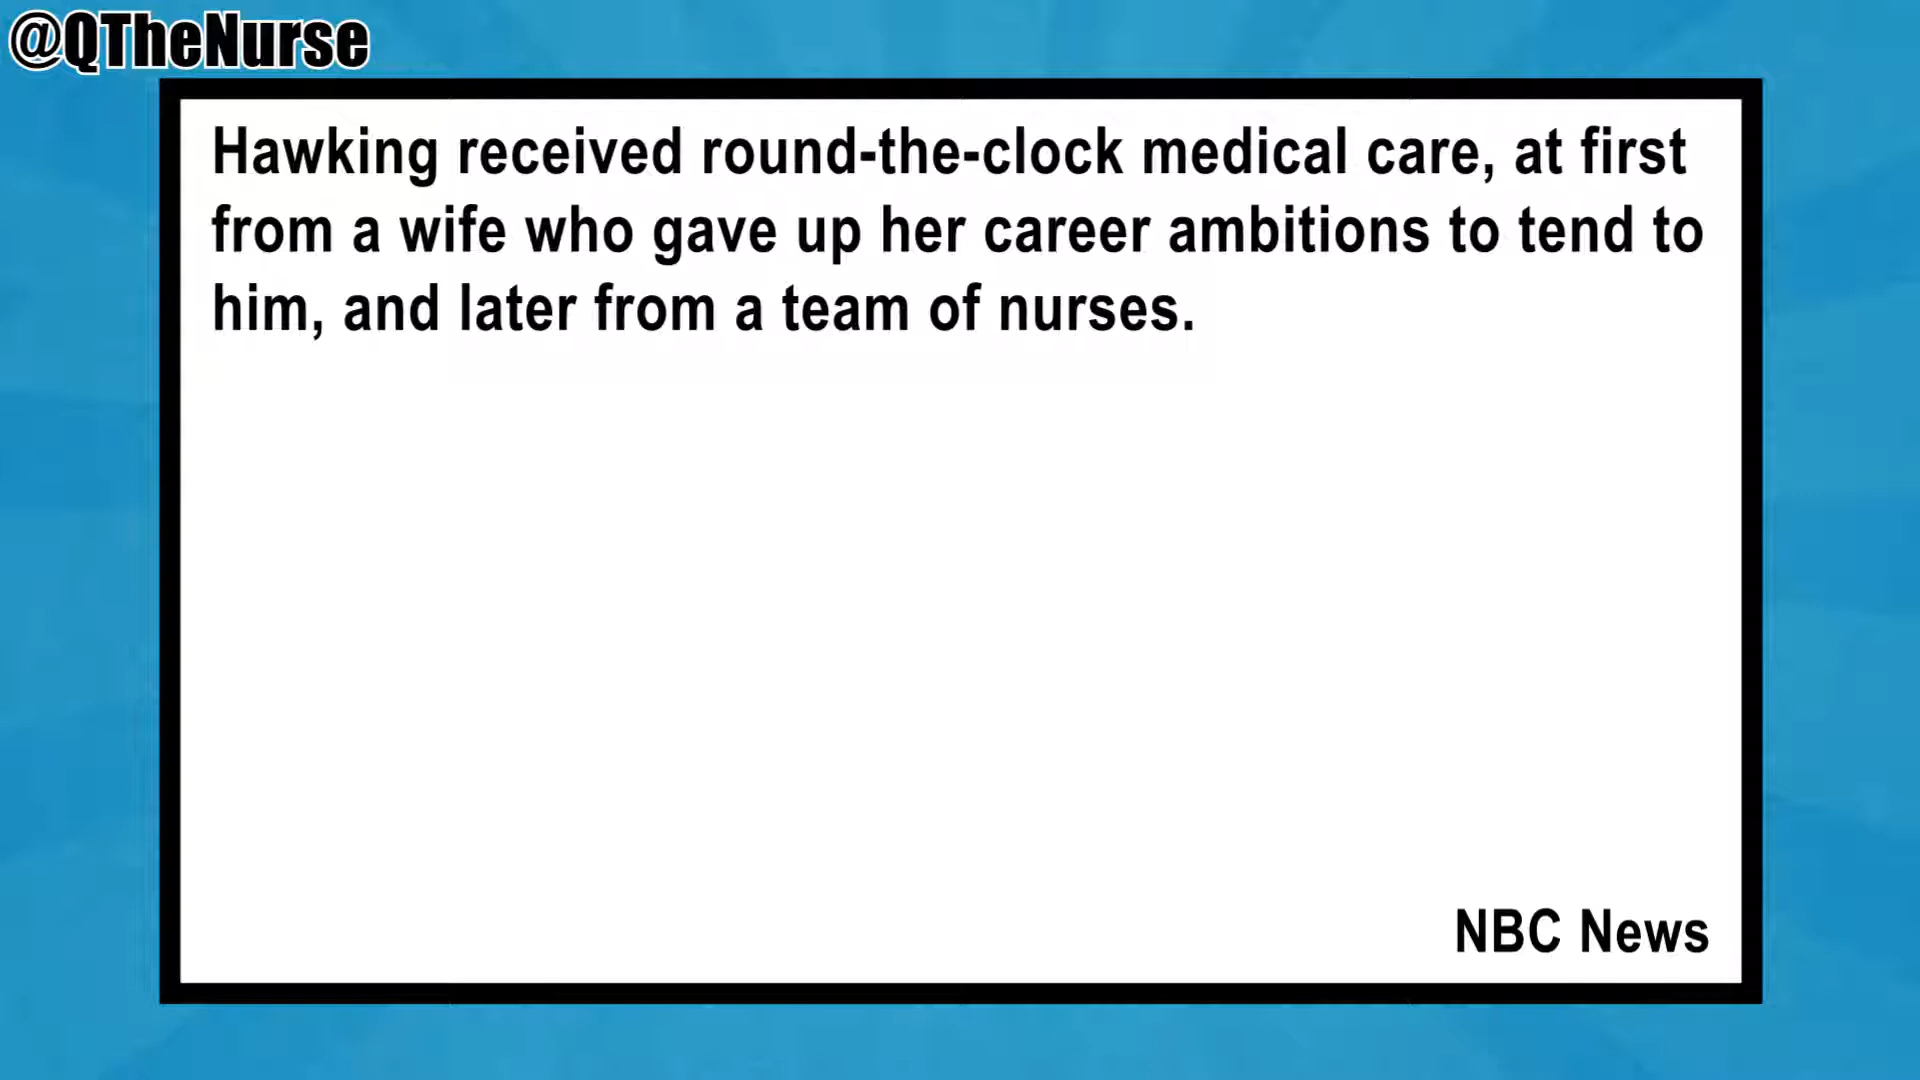 @QTheNurse
Hawking received round-the-clock medical care, at first
from a wife who gave up her career ambitions to tend to
him, and later from a team of nurses.
NBC News